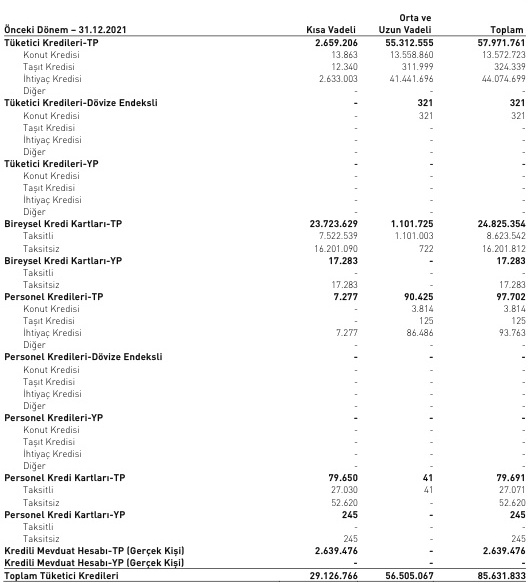 Orta ve
Önceki Dönem – 31.12.2021 Kısa Vadeli Uzun Vadeli Toplam
Tüketici Kredileri-TP 2.659.206 55.312.555 57.971.761
Konut Kredisi 13.863 13.558.860 13.572.723
Taşıt Kredisi 12.340 311.999 324.339
İhtiyaç Kredisi 2.633.003 41.441.696 44.074.699
Diğer - - -
Tüketici Kredileri-Dövize Endeksli - 321 321
Konut Kredisi - 321 321
Taşıt Kredisi - - -
İhtiyaç Kredisi - - -
Diğer - - -
Tüketici Kredileri-YP - - -
Konut Kredisi - - -
Taşıt Kredisi - - -
İhtiyaç Kredisi - - -
Diğer - - -
Bireysel Kredi Kartları-TP 23.723.629 1.101.725 24.825.354
Taksitli 7.522.539 1.101.003 8.623.542
Taksitsiz 16.201.090 722 16.201.812
Bireysel Kredi Kartları-YP 17.283 - 17.283
Taksitli - - -
Taksitsiz 17.283 - 17.283
Personel Kredileri-TP 7.277 90.425 97.702
Konut Kredisi - 3.814 3.814
Taşıt Kredisi - 125 125
İhtiyaç Kredisi 7.277 86.486 93.763
Diğer - - -
Personel Kredileri-Dövize Endeksli - - -
Konut Kredisi - - -
Taşıt Kredisi - - -
İhtiyaç Kredisi - - -
Diğer - - -
Personel Kredileri-YP - - -
Konut Kredisi - - -
Taşıt Kredisi - - -
İhtiyaç Kredisi - - -
Diğer - - -
Personel Kredi Kartları-TP 79.650 41 79.691
Taksitli 27.030 41 27.071
Taksitsiz 52.620 - 52.620
Personel Kredi Kartları-YP 245 - 245
Taksitli - - -
Taksitsiz 245 - 245
Kredili Mevduat Hesabı-TP (Gerçek Kişi) 2.639.476 - 2.639.476
Kredili Mevduat Hesabı-YP (Gerçek Kişi) - - -
Toplam Tüketici Kredileri 29.126.766 56.505.067 85.631.833